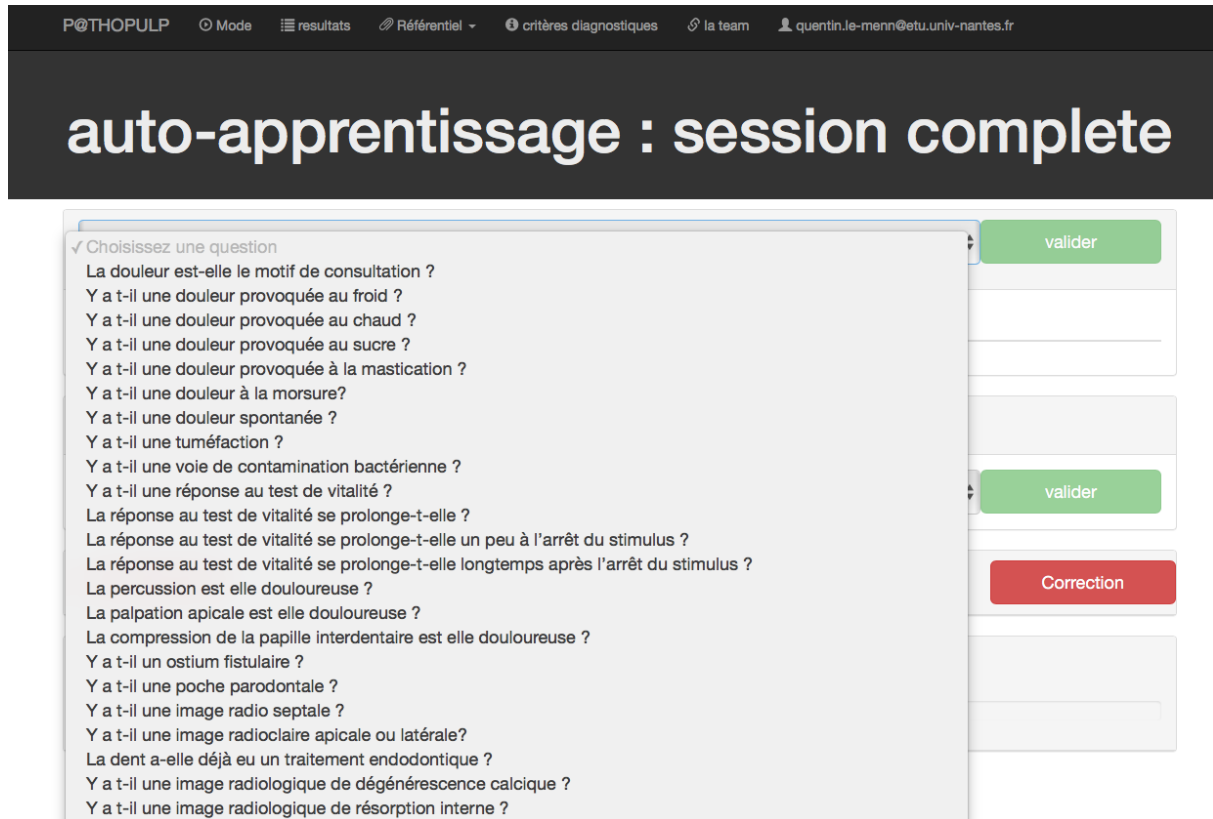 P@THOPULP Mode resultats Référentiel critères diagnostiques la team quentin.le-menn@etu.univ-nantes.fr
auto-apprentissage : session complete
valider
✓ Choisissez une question
La douleur est-elle le motif de consultation ?
Y a t-il une douleur provoquée au froid ?
Y a t-il une douleur provoquée au chaud ?
Y a t-il une douleur provoquée au sucre ?
Y a t-il une douleur provoquée à la mastication ?
Y a t-il une douleur à la morsure?
Y a t-il une douleur spontanée ?
Y a t-il une tuméfaction ?
Y a t-il une voie de contamination bactérienne ?
Y a t-il une réponse au test de vitalité ?
valider
La réponse au test de vitalité se prolonge-t-elle ?
La réponse au test de vitalité se prolonge-t-elle un peu à l'arrêt du stimulus ?
La réponse au test de vitalité se prolonge-t-elle longtemps après l'arrêt du stimulus ?
La percussion est elle douloureuse ?
Correction
La palpation apicale est elle douloureuse ?
La compression de la papille interdentaire est elle douloureuse ?
Y a t-il un ostium fistulaire ?
Y a t-il une poche parodontale ?
Y a t-il une image radio septale ?
Y a t-il une image radioclaire apicale ou latérale?
La dent a-elle déjà eu un traitement endodontique ?
Y a t-il une image radiologique de dégénérescence calcique ?
Y a t-il une image radiologique de résorption interne ?